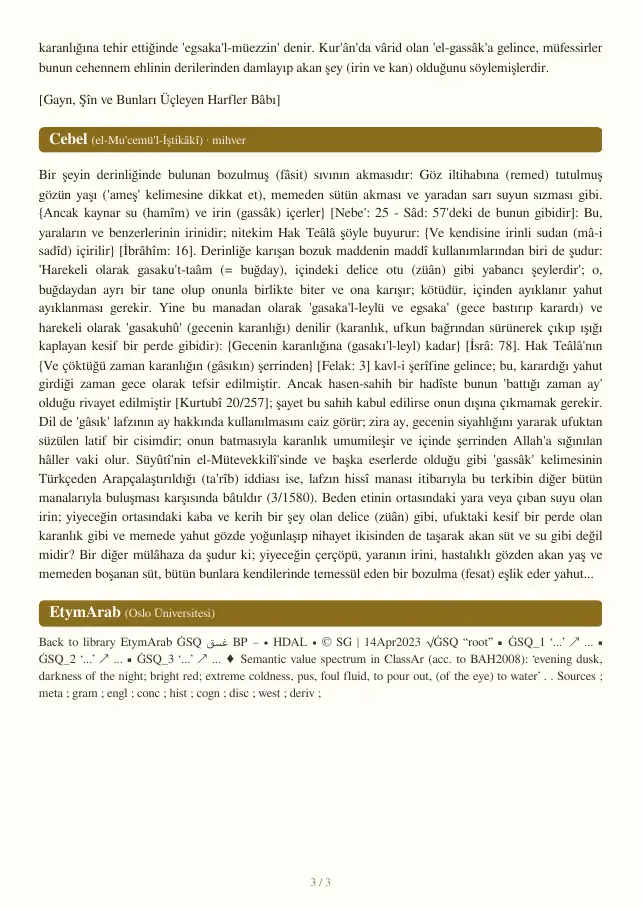 karanlığına tehir ettiğinde 'egsaka'l-müezzin' denir. Kur'ân'da vârid olan 'el-gassâk'a gelince, müfessirler
bunun cehennem ehlinin derilerinden damlayıp akan şey (irin ve kan) olduğunu söylemişlerdir.
[Gayn, Şîn ve Bunları Üçleyen Harfler Bâbı]
Cebel (el-Mu'cemü'l-İştikâkî) · mihver
Bir şeyin derinliğinde bulunan bozulmuş (fâsit) sıvının akmasıdır: Göz iltihabına (remed) tutulmuş
gözün yaşı ('ameş' kelimesine dikkat et), memeden sütün akması ve yaradan sarı suyun sızması gibi.
{Ancak kaynar su (hamîm) ve irin (gassâk) içerler} [Nebe': 25 - Sâd: 57'deki de bunun gibidir]: Bu,
yaraların ve benzerlerinin irinidir; nitekim Hak Teâlâ şöyle buyurur: {Ve kendisine irinli sudan (mâ-i
sadîd) içirilir} [İbrâhîm: 16]. Derinliğe karışan bozuk maddenin maddî kullanımlarından biri de şudur:
'Harekeli olarak gasaku't-taâm (= buğday), içindeki delice otu (züân) gibi yabancı şeylerdir'; o,
buğdaydan ayrı bir tane olup onunla birlikte biter ve ona karışır; kötüdür, içinden ayıklanır yahut
ayıklanması gerekir. Yine bu manadan olarak 'gasaka'l-leylü ve egsaka' (gece bastırıp karardı) ve
harekeli olarak 'gasakuhû' (gecenin karanlığı) denilir (karanlık, ufkun bağrından sürünerek çıkıp ışığı
kaplayan kesif bir perde gibidir): {Gecenin karanlığına (gasakı'l-leyl) kadar} [İsrâ: 78]. Hak Teâlâ'nın
{Ve çöktüğü zaman karanlığın (gâsıkın) şerrinden} [Felak: 3] kavl-i şerîfine gelince; bu, karardığı yahut
girdiği zaman gece olarak tefsir edilmiştir. Ancak hasen-sahih bir hadîste bunun 'battığı zaman ay'
olduğu rivayet edilmiştir [Kurtubî 20/257]; şayet bu sahih kabul edilirse onun dışına çıkmamak gerekir.
Dil de 'gâsık' lafzının ay hakkında kullanılmasını caiz görür; zira ay, gecenin siyahlığını yararak ufuktan
süzülen latif bir cisimdir; onun batmasıyla karanlık umumileşir ve içinde şerrinden Allah'a sığınılan
hâller vaki olur. Süyûtî'nin el-Mütevekkilî'sinde ve başka eserlerde olduğu gibi 'gassâk' kelimesinin
Türkçeden Arapçalaştırıldığı (ta'rîb) iddiası ise, lafzın hissî manası itibarıyla bu terkibin diğer bütün
manalarıyla buluşması karşısında bâtıldır (3/1580). Beden etinin ortasındaki yara veya çıban suyu olan
irin; yiyeceğin ortasındaki kaba ve kerih bir şey olan delice (züân) gibi, ufuktaki kesif bir perde olan
karanlık gibi ve memede yahut gözde yoğunlaşıp nihayet ikisinden de taşarak akan süt ve su gibi değil
midir? Bir diğer mülâhaza da şudur ki; yiyeceğin çerçöpü, yaranın irini, hastalıklı gözden akan yaş ve
memeden boşanan süt, bütün bunlara kendilerinde temessül eden bir bozulma (fesat) eşlik eder yahut...
EtymArab (Oslo Üniversitesi)
Back to library EtymArab ĠSQ غسق BP – • HDAL • © SG | 14Apr2023 √ĠSQ “root” ▪ ĠSQ_1 ‘...’ ↗ ... ▪
ĠSQ_2 ‘...’ ↗ ... ▪ ĠSQ_3 ‘...’ ↗ ... ♦ Semantic value spectrum in ClassAr (acc. to BAH2008): ‘evening dusk,
darkness of the night; bright red; extreme coldness, pus, foul fluid, to pour out, (of the eye) to water’ . . Sources ;
meta ; gram ; engl ; conc ; hist ; cogn ; disc ; west ; deriv ;
3 / 3